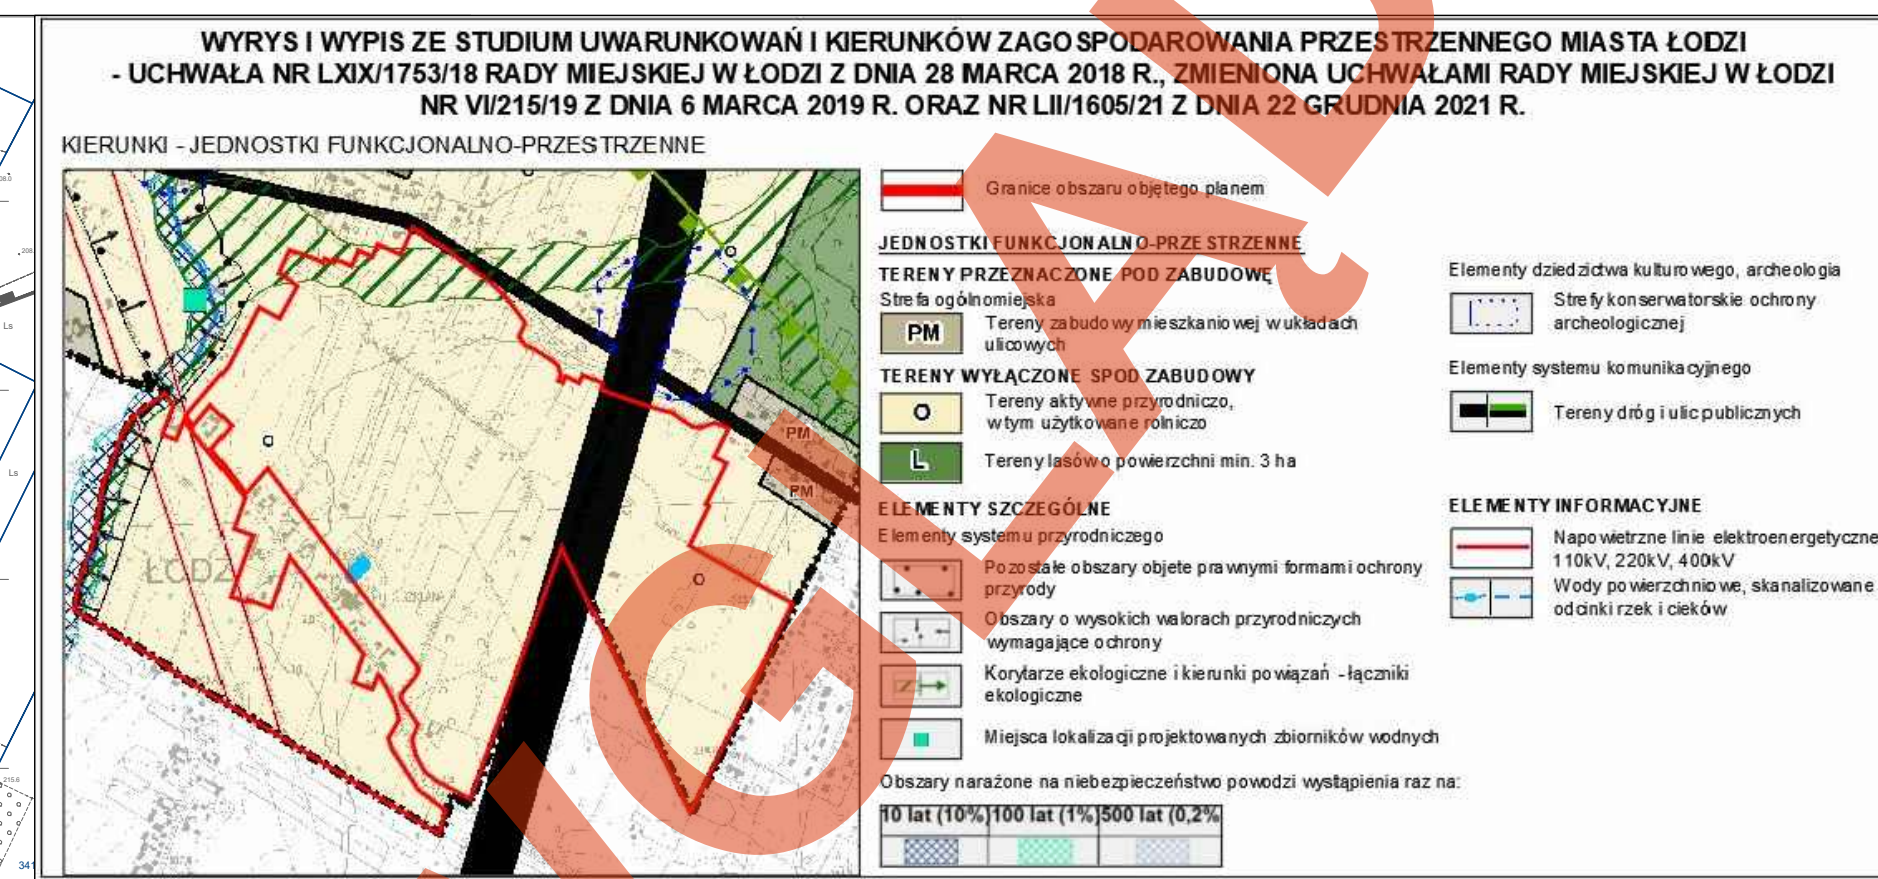 WYRYS I WYPIS ZE STUDIUM UWARUNKOWAŃ I KIERUNKÓW ZAGOSPODAROWANIA PRZESTRZENNEGO MIASTA ŁODZI
- UCHWAŁA NR LXIX/1753/18 RADY MIEJSKIEJ W ŁODZI Z DNIA 28 MARCA 2018 R., ZMIENIONA UCHWAŁAMI RADY MIEJSKIEJ W ŁODZI
NR VI/215/19 Z DNIA 6 MARCA 2019 R. ORAZ NR LII/1605/21 Z DNIA 22 GRUDNIA 2021 R.
KIERUNKI - JEDNOSTKI FUNKCJONALNO-PRZESTRZENNE
Granice obszaru objętego planem
JEDNOSTKI FUNKCJONALNO-PRZESTRZENNE
TERENY PRZEZNACZONE POD ZABUDOWĘ
Strefa ogólnomiejska
PM
Tereny zabudowy mieszkaniowej w układach
ulicowych
TERENY WYŁĄCZONE SPOD ZABUDOWY
O
Tereny aktywne przyrodniczo,
w tym użytkowane rolniczo
L
Tereny lasów o powierzchni min. 3 ha
ELEMENTY SZCZEGÓLNE
Elementy systemu przyrodniczego
Pozostałe obszary objete prawnymi formami ochrony
przyrody
Obszary o wysokich walorach przyrodniczych
wymagające ochrony
Korytarze ekologiczne i kierunki powiązań - łączniki
ekologiczne
Miejsca lokalizacji projektowanych zbiorników wodnych
Obszary narażone na niebezpieczeństwo powodzi wystąpienia raz na:
10 lat (10%) 100 lat (1%) 500 lat (0,2%
Elementy dziedzictwa kulturowego, archeologia
Strefy konserwatorskie ochrony
archeologicznej
Elementy systemu komunikacyjnego
Tereny dróg i ulic publicznych
ELEMENTY INFORMACYJNE
Napowietrzne linie elektroenergetyczne
110kV, 220kV, 400kV
Wody powierzchniowe, skanalizowane
odcinki rzek i cieków
O
O
O
PM
PM
ŁÓDŹ
Ls
Ls
215.6
341